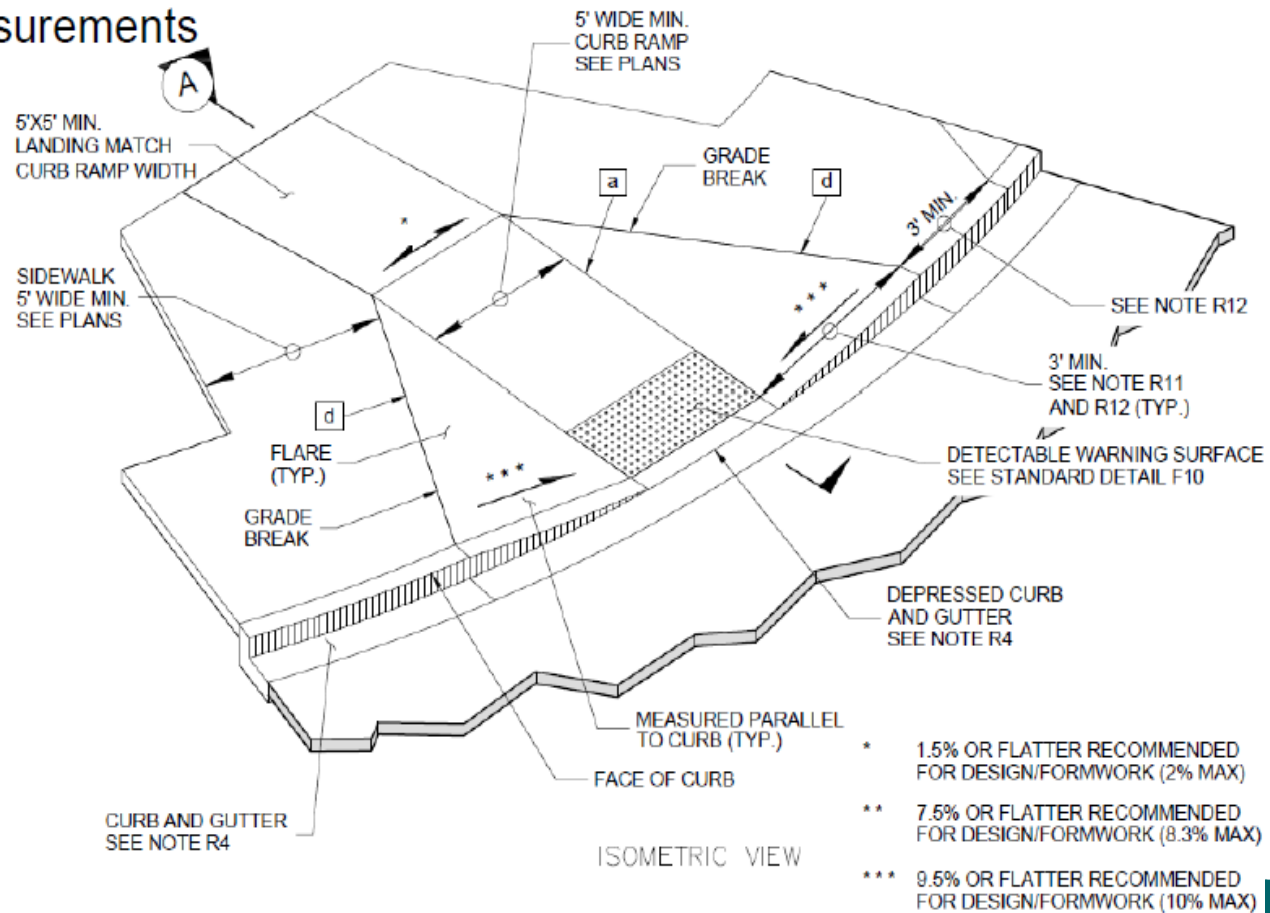 surements
A
5' WIDE MIN.
CURB RAMP
SEE PLANS
5'X5' MIN.
LANDING MATCH
CURB RAMP WIDTH
GRADE
BREAK
a
d
*
3' MIN.
SIDEWALK
5' WIDE MIN.
SEE PLANS
***
SEE NOTE R12
3' MIN.
SEE NOTE R11
AND R12 (TYP.)
d
FLARE
(TYP.)
***
DETECTABLE WARNING SURFACE
SEE STANDARD DETAIL F10
GRADE
BREAK
DEPRESSED CURB
AND GUTTER
SEE NOTE R4
MEASURED PARALLEL
TO CURB (TYP.)
FACE OF CURB
CURB AND GUTTER
SEE NOTE R4
ISOMETRIC VIEW
* 1.5% OR FLATTER RECOMMENDED
FOR DESIGN/FORMWORK (2% MAX)
** 7.5% OR FLATTER RECOMMENDED
FOR DESIGN/FORMWORK (8.3% MAX)
*** 9.5% OR FLATTER RECOMMENDED
FOR DESIGN/FORMWORK (10% MAX)